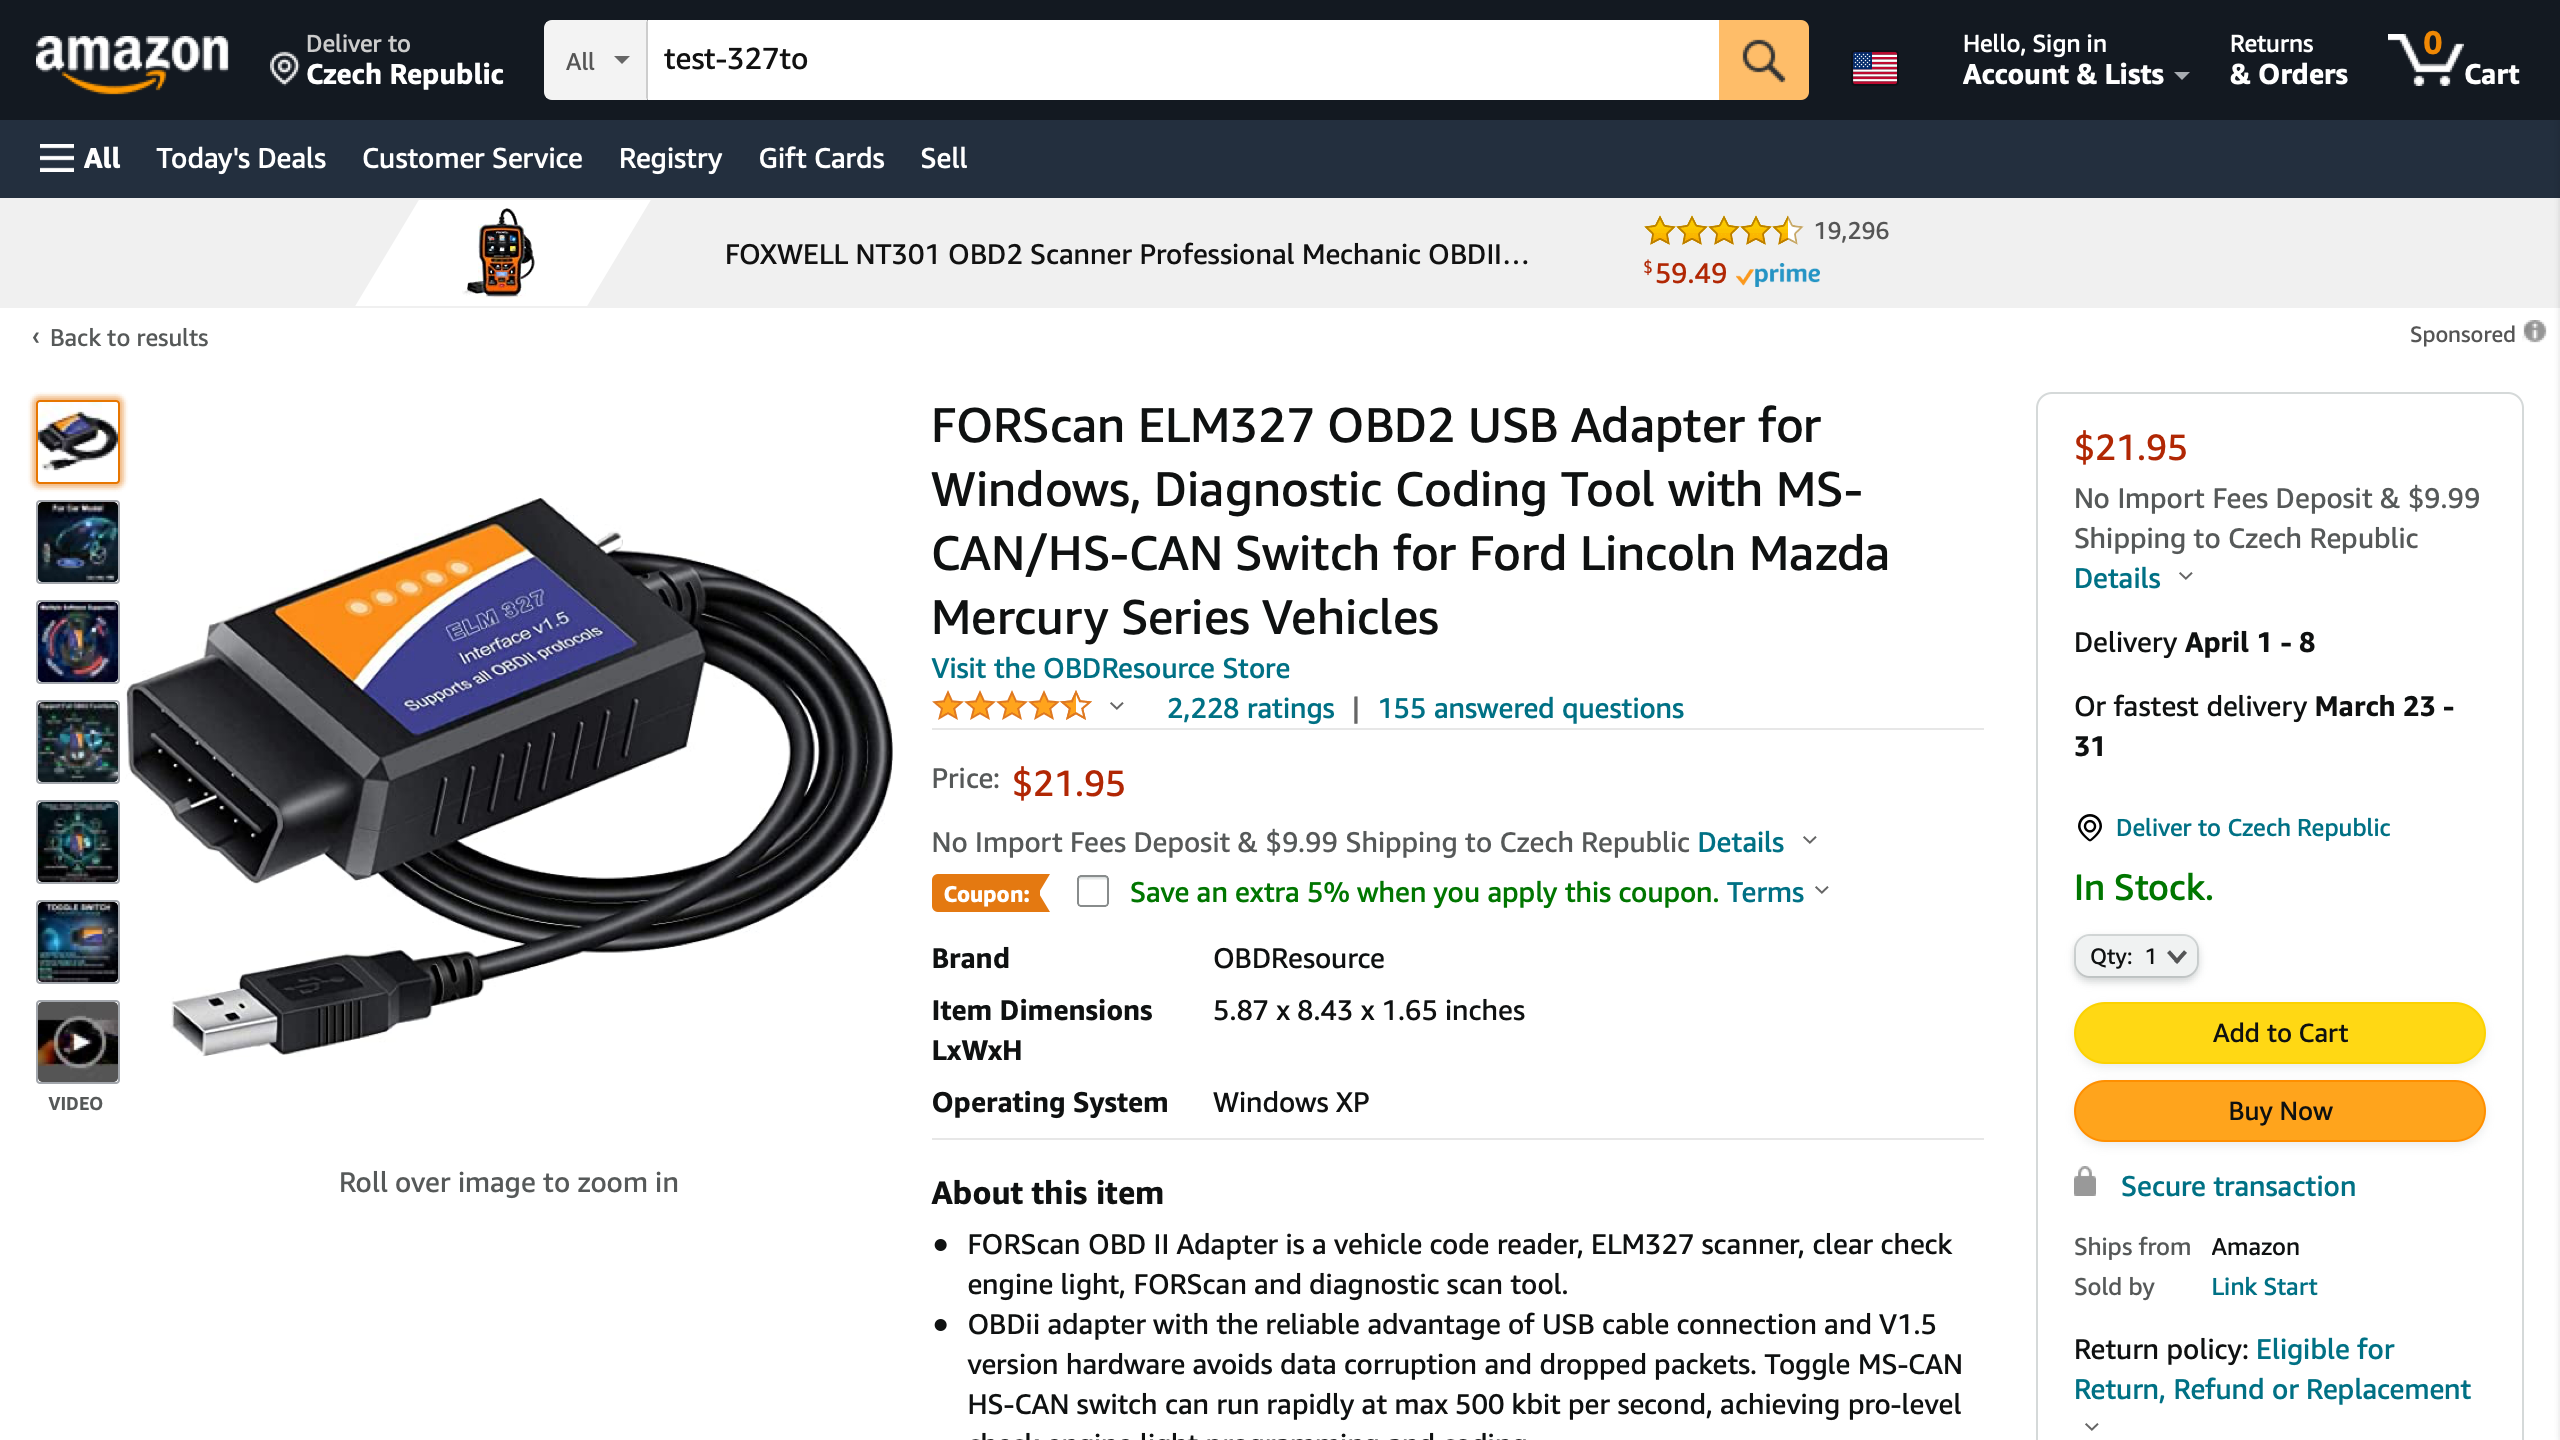 amazon
Deliver to
Czech Republic
All
test-327to
Hello, Sign in
Account & Lists
Returns
& Orders
0
Cart
All
Today's Deals
Customer Service
Registry
Gift Cards
Sell
FOXWELL NT301 OBD2 Scanner Professional Mechanic OBDII…
19,296
$59.49 prime
‹ Back to results
Sponsored
FORScan ELM327 OBD2 USB Adapter for
Windows, Diagnostic Coding Tool with MS-
CAN/HS-CAN Switch for Ford Lincoln Mazda
Mercury Series Vehicles
Visit the OBDResource Store
2,228 ratings | 155 answered questions
Price: $21.95
No Import Fees Deposit & $9.99 Shipping to Czech Republic Details
Coupon: Save an extra 5% when you apply this coupon. Terms
Brand OBDResource
Item Dimensions 5.87 x 8.43 x 1.65 inches
LxWxH
Operating System Windows XP
About this item
• FORScan OBD II Adapter is a vehicle code reader, ELM327 scanner, clear check
engine light, FORScan and diagnostic scan tool.
• OBDii adapter with the reliable advantage of USB cable connection and V1.5
version hardware avoids data corruption and dropped packets. Toggle MS-CAN
HS-CAN switch can run rapidly at max 500 kbit per second, achieving pro-level
check engine light programming and coding.
ELM 327
Interface v1.5
Supports all OBDII protocols
TOGGLE SWITCH
VIDEO
Roll over image to zoom in
$21.95
No Import Fees Deposit & $9.99
Shipping to Czech Republic
Details
Delivery April 1 - 8
Or fastest delivery March 23 -
31
Deliver to Czech Republic
In Stock.
Qty: 1
Add to Cart
Buy Now
Secure transaction
Ships from Amazon
Sold by Link Start
Return policy: Eligible for
Return, Refund or Replacement